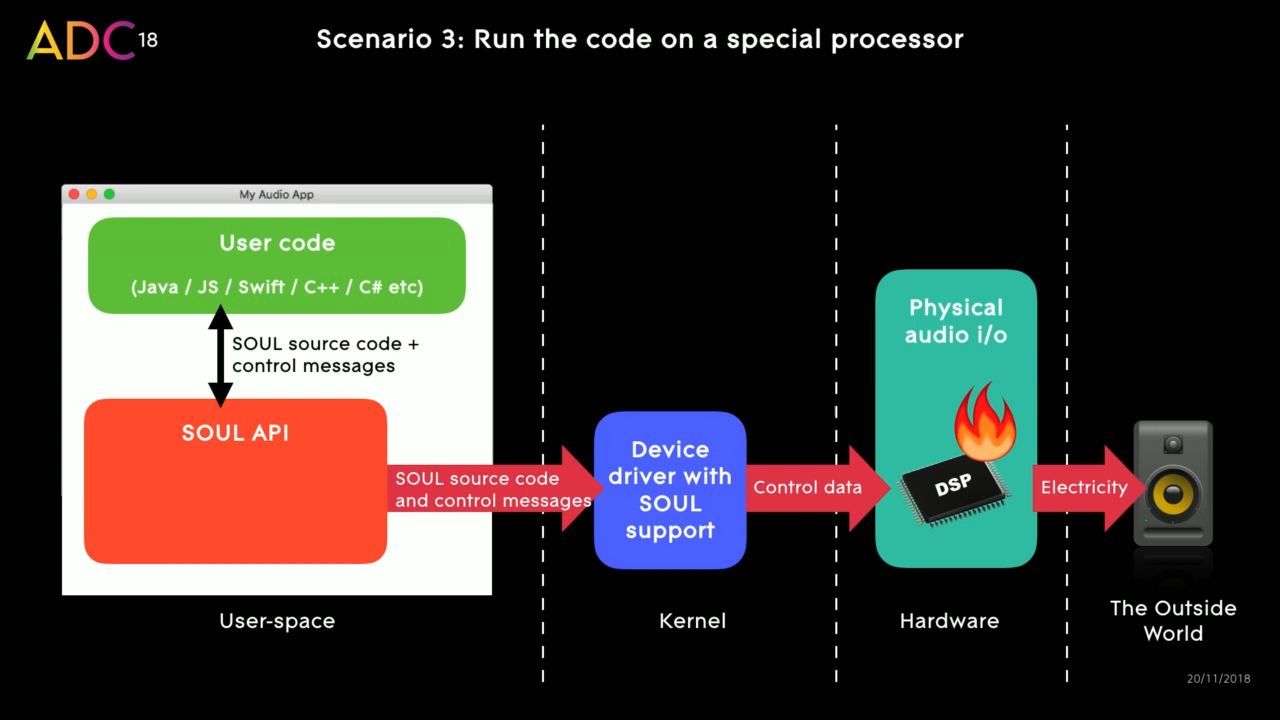 ADC18
Scenario 3: Run the code on a special processor
My Audio App
User code
(Java / JS / Swift / C++ / C# etc)
SOUL source code +
control messages
SOUL API
SOUL source code
and control messages
Device
driver with
SOUL
support
Control data
Physical
audio i/o
DSP
Electricity
User-space
Kernel
Hardware
The Outside
World
20/11/2018